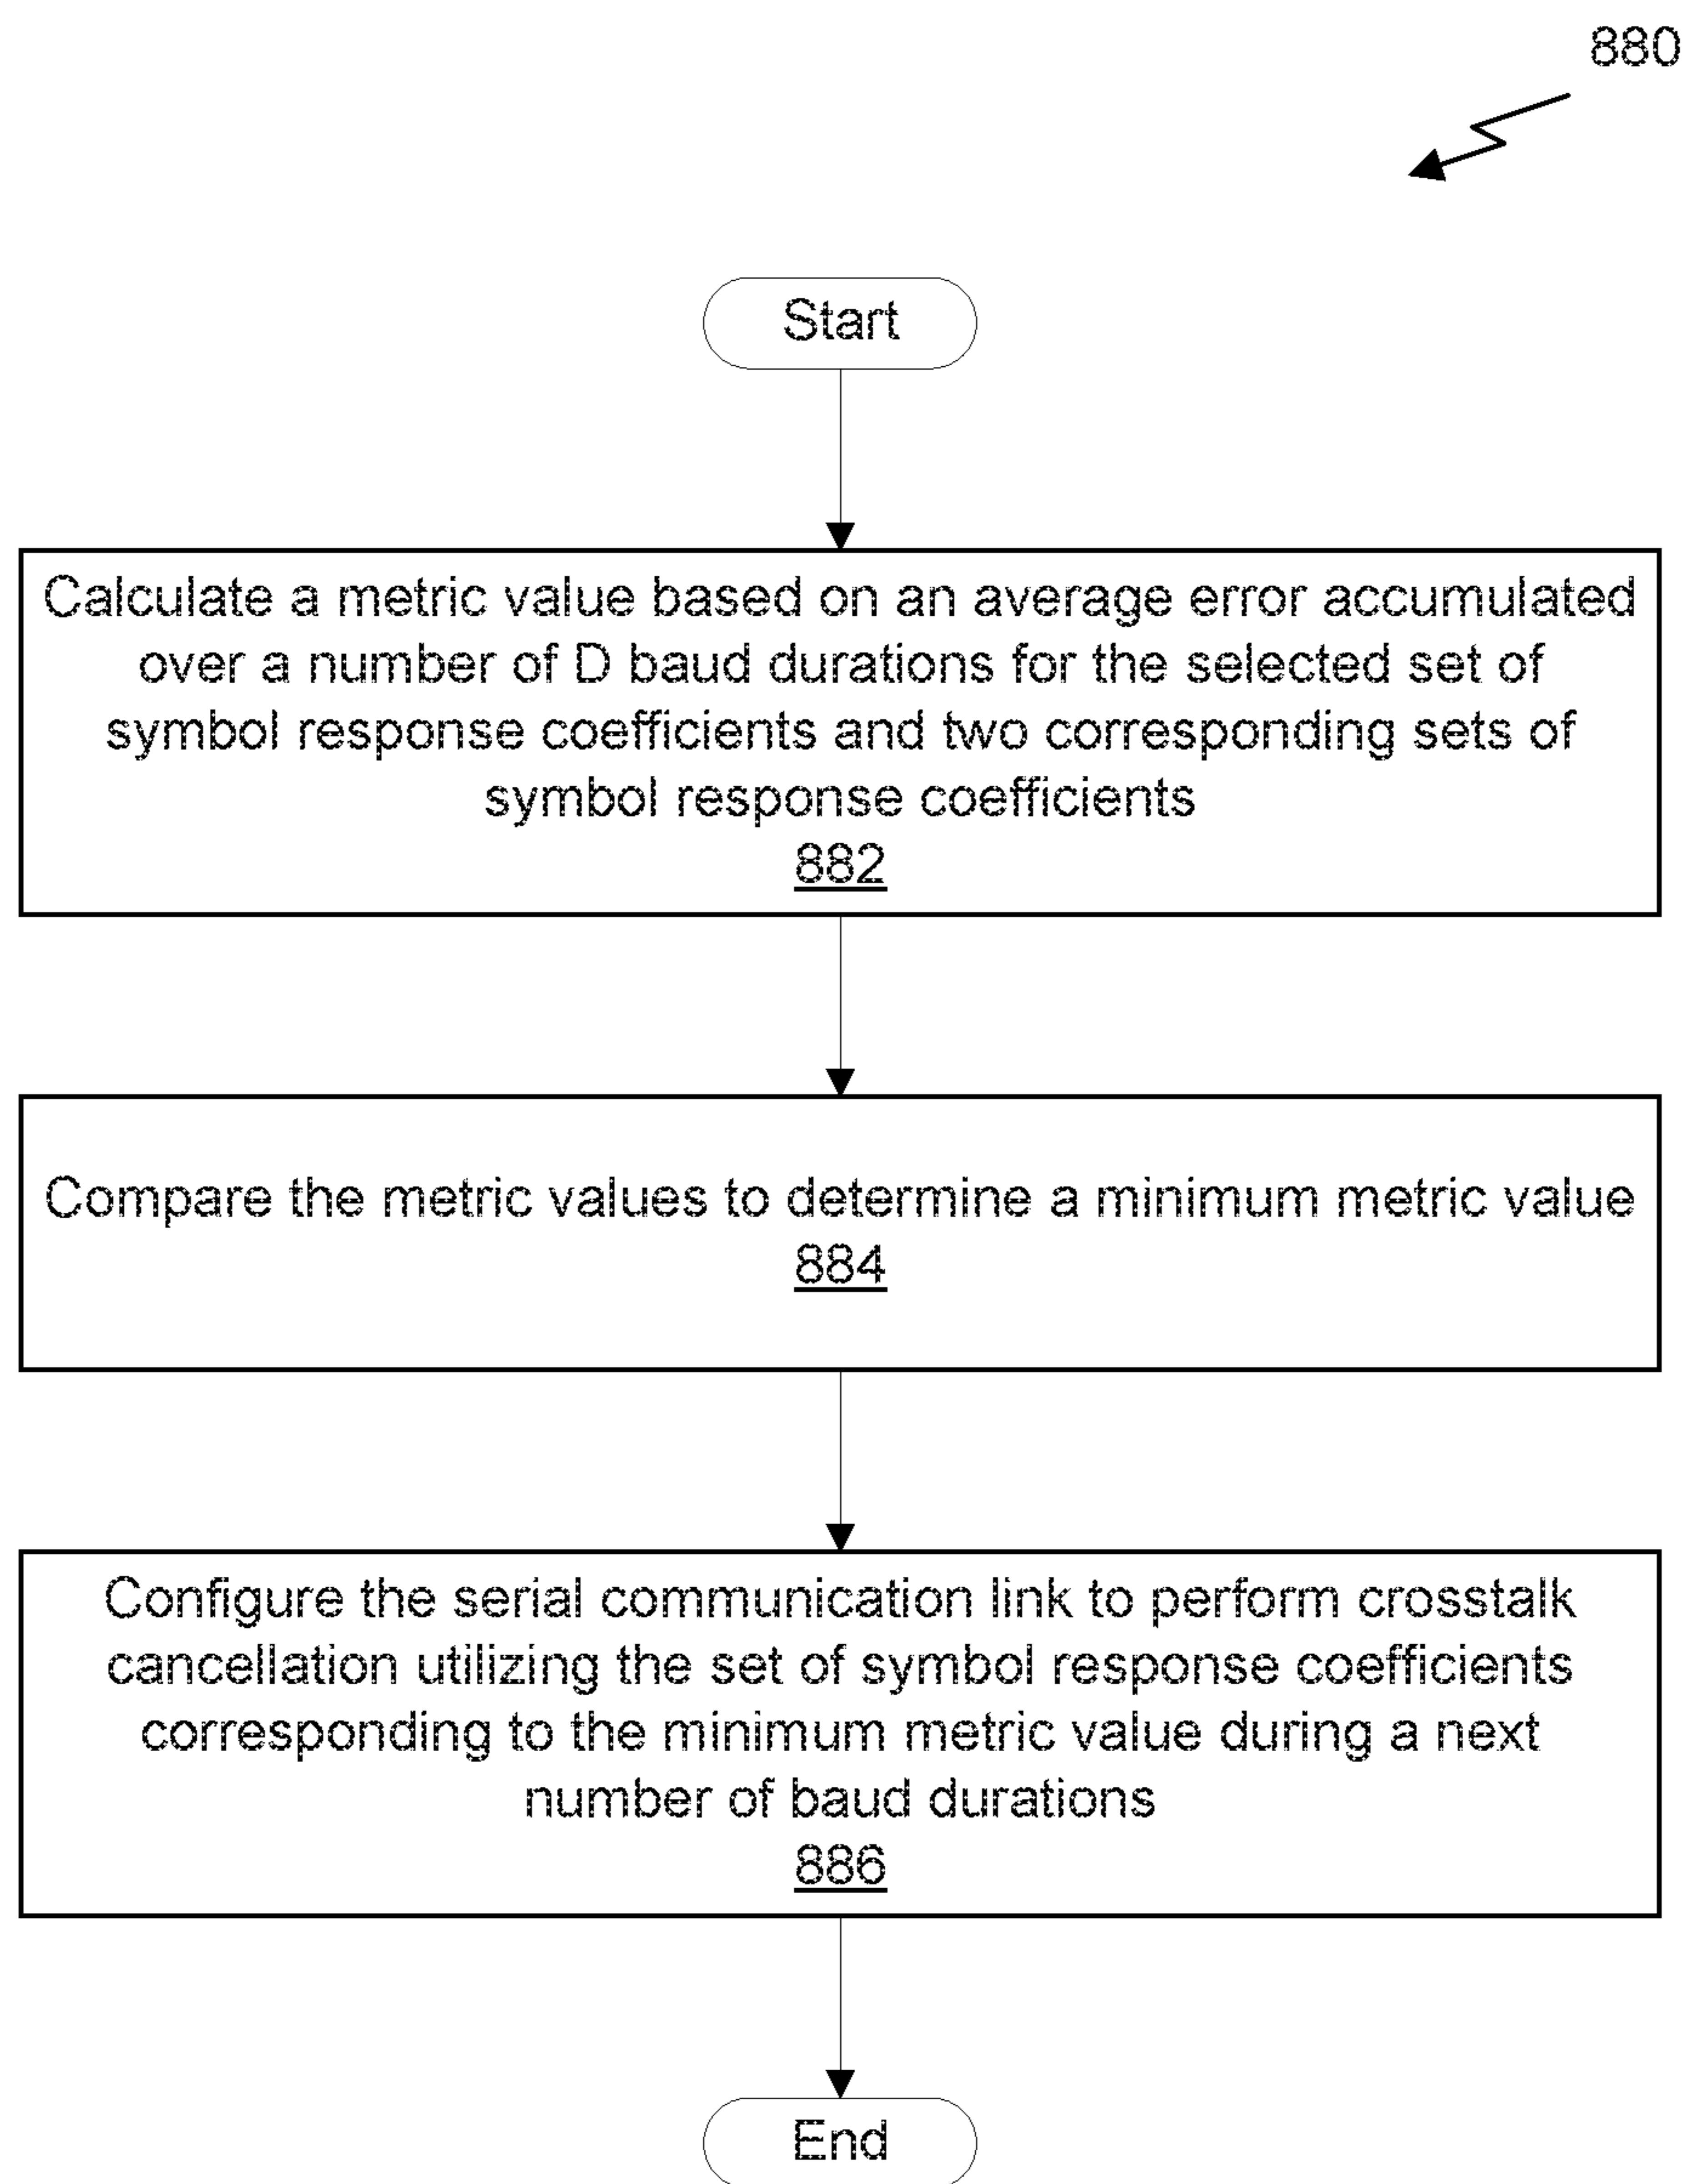 880
Start
Calculate a metric value based on an average error accumulated
over a number of D baud durations for the selected set of
symbol response coefficients and two corresponding sets of
symbol response coefficients
882
Compare the metric values to determine a minimum metric value
884
Configure the serial communication link to perform crosstalk
cancellation utilizing the set of symbol response coefficients
corresponding to the minimum metric value during a next
number of baud durations
886
End